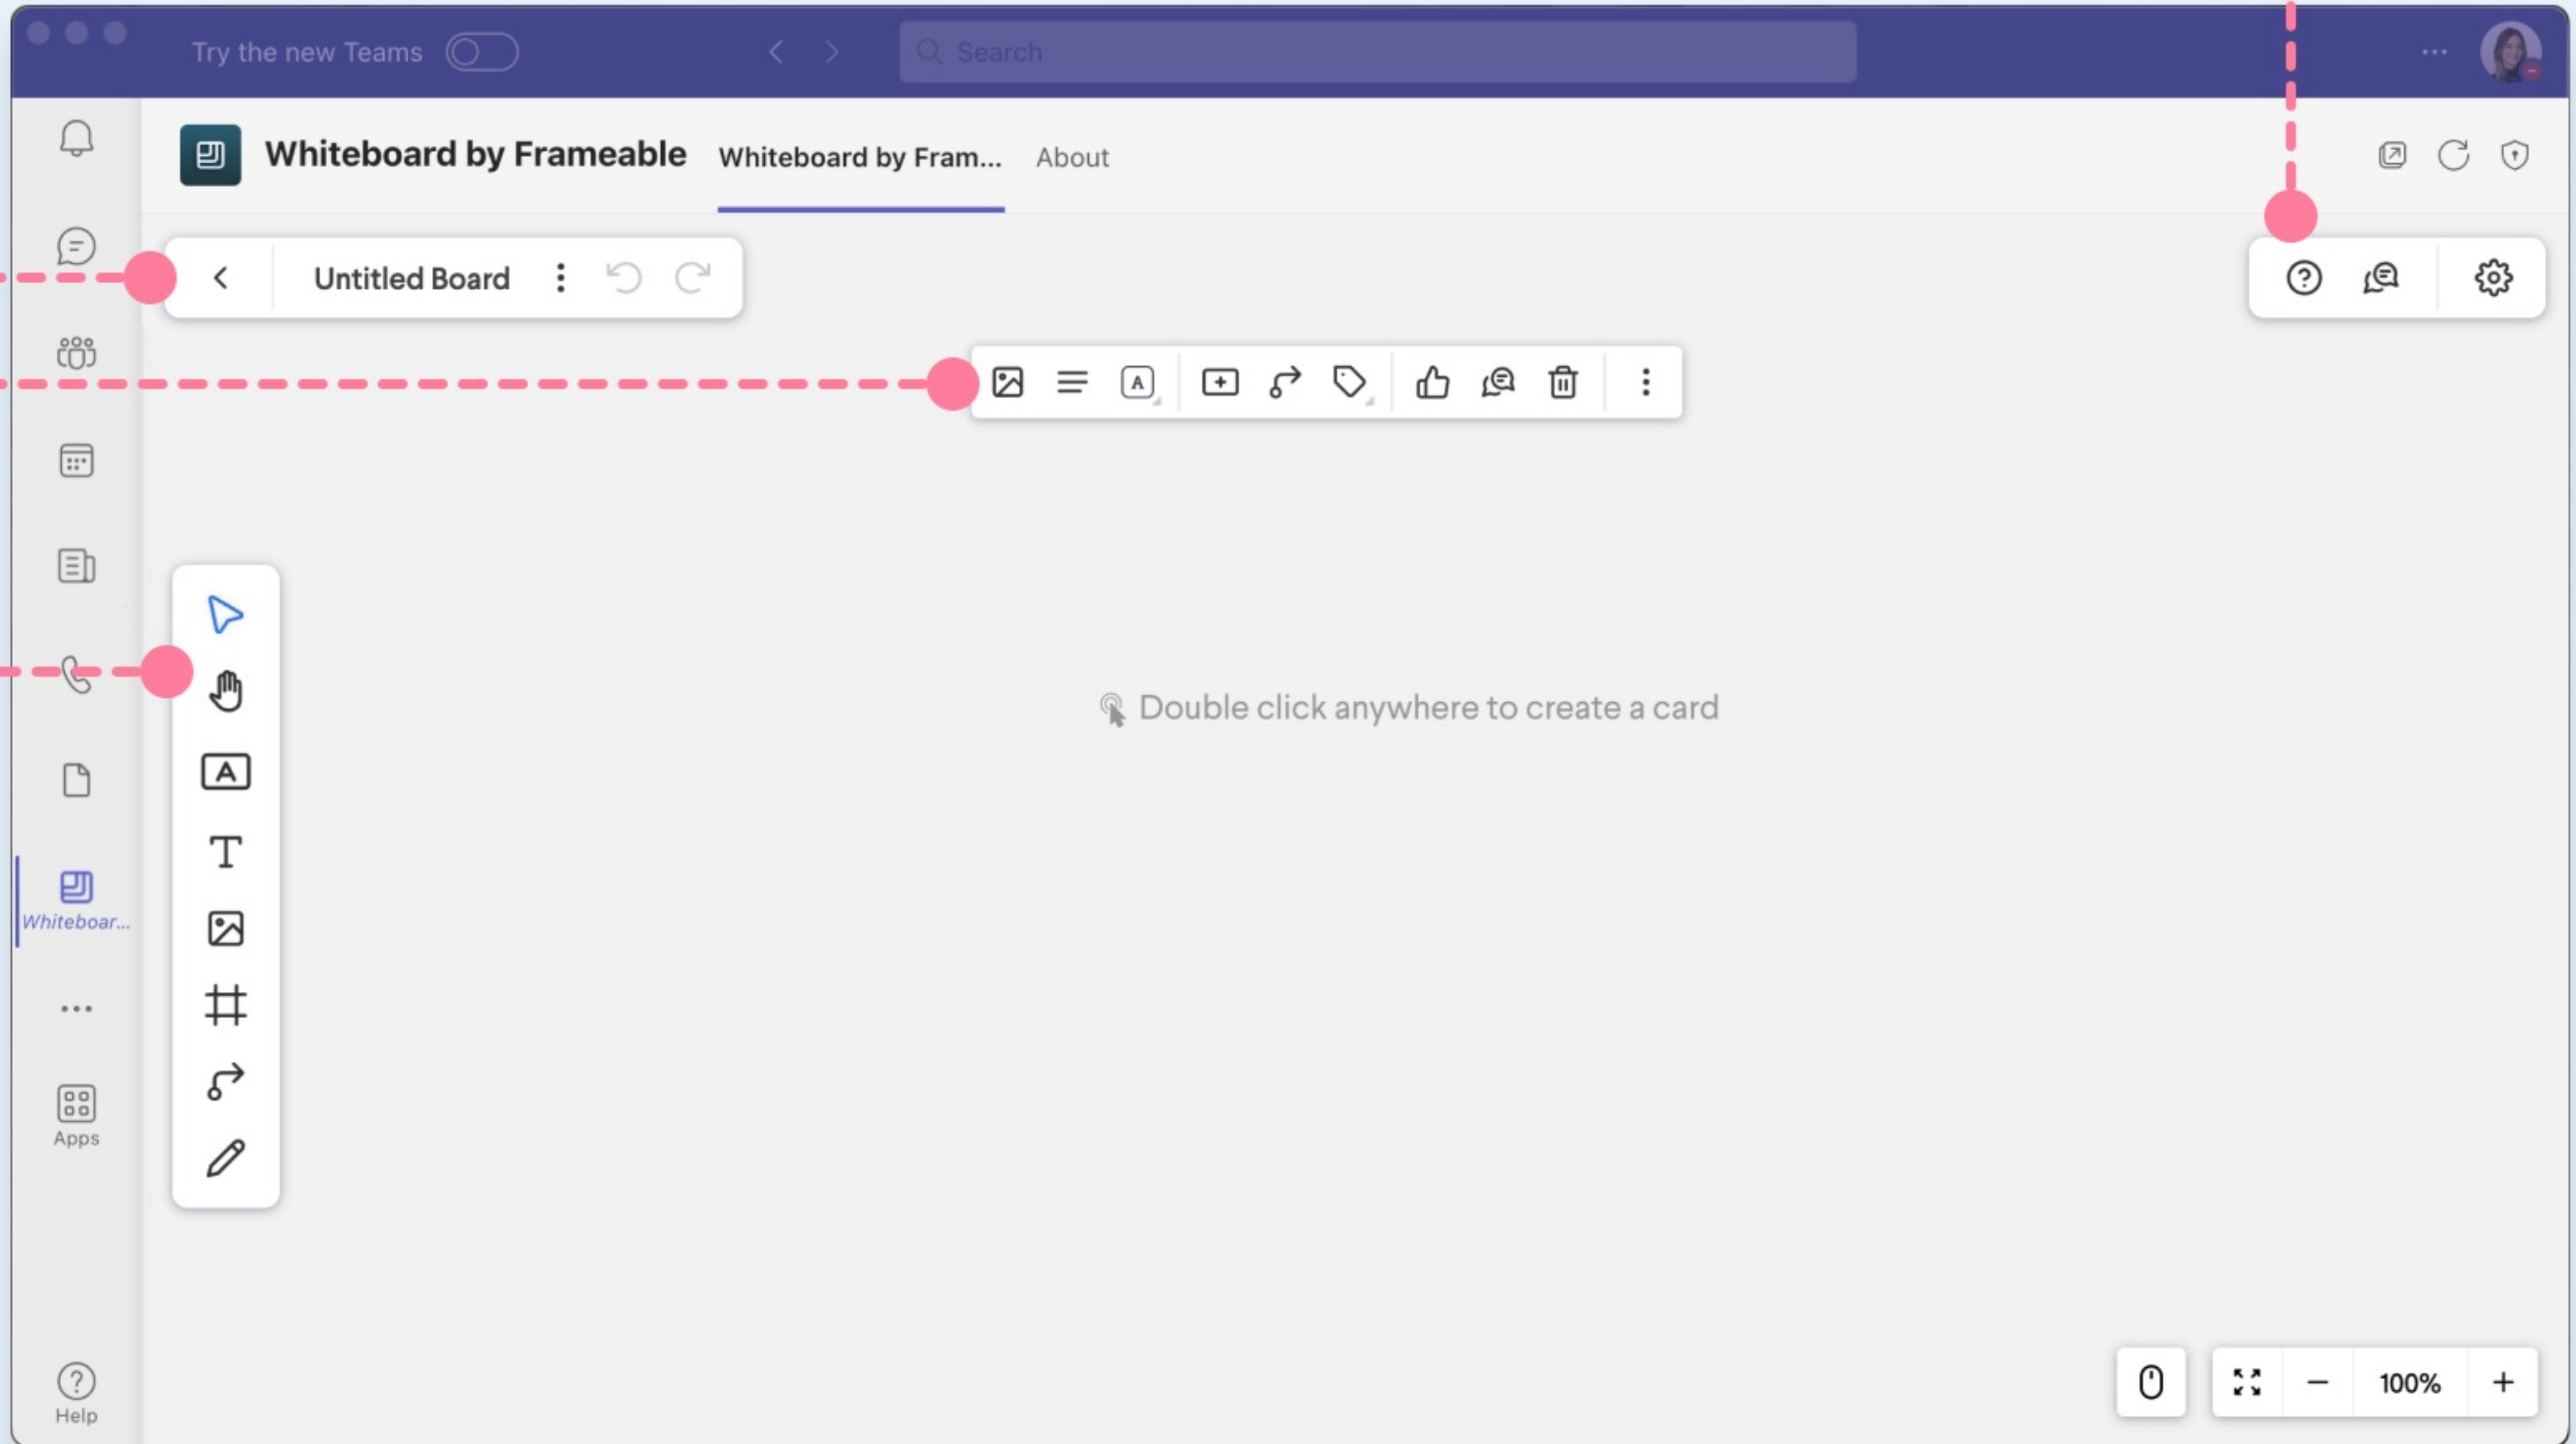 Try the new Teams
Search
Whiteboard by Frameable
Whiteboard by Fram...
About
Untitled Board
A
Double click anywhere to create a card
A
T
Whiteboar...
Apps
Help
100%